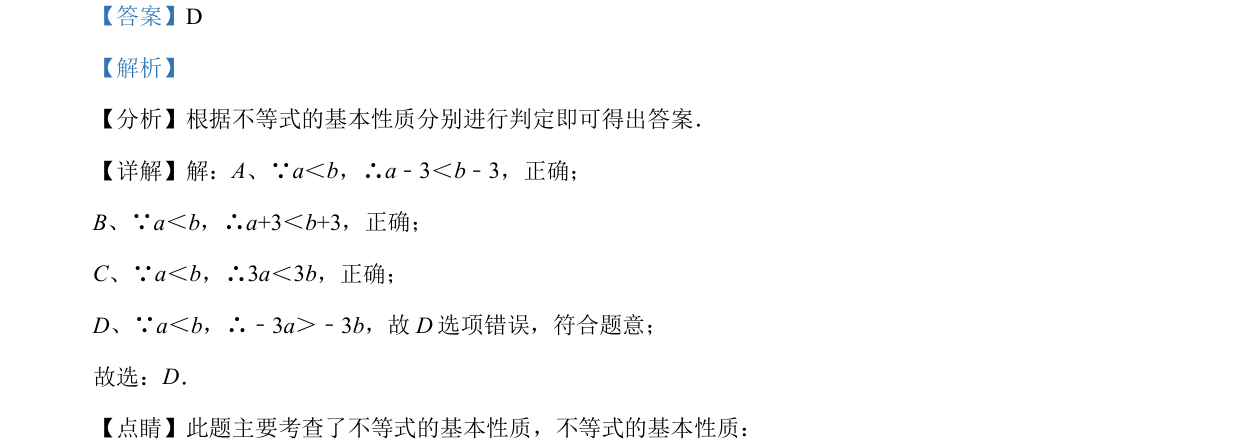 【答案】D
【解析】
【分析】根据不等式的基本性质分别进行判定即可得出答案．
【详解】解：A、∵a＜b，∴a﹣3＜b﹣3，正确；
B、∵a＜b，∴a+3＜b+3，正确；
C、∵a＜b，∴3a＜3b，正确；
D、∵a＜b，∴﹣3a＞﹣3b，故 D 选项错误，符合题意；
故选：D．
【点睛】此题主要考查了不等式的基本性质，不等式的基本性质：